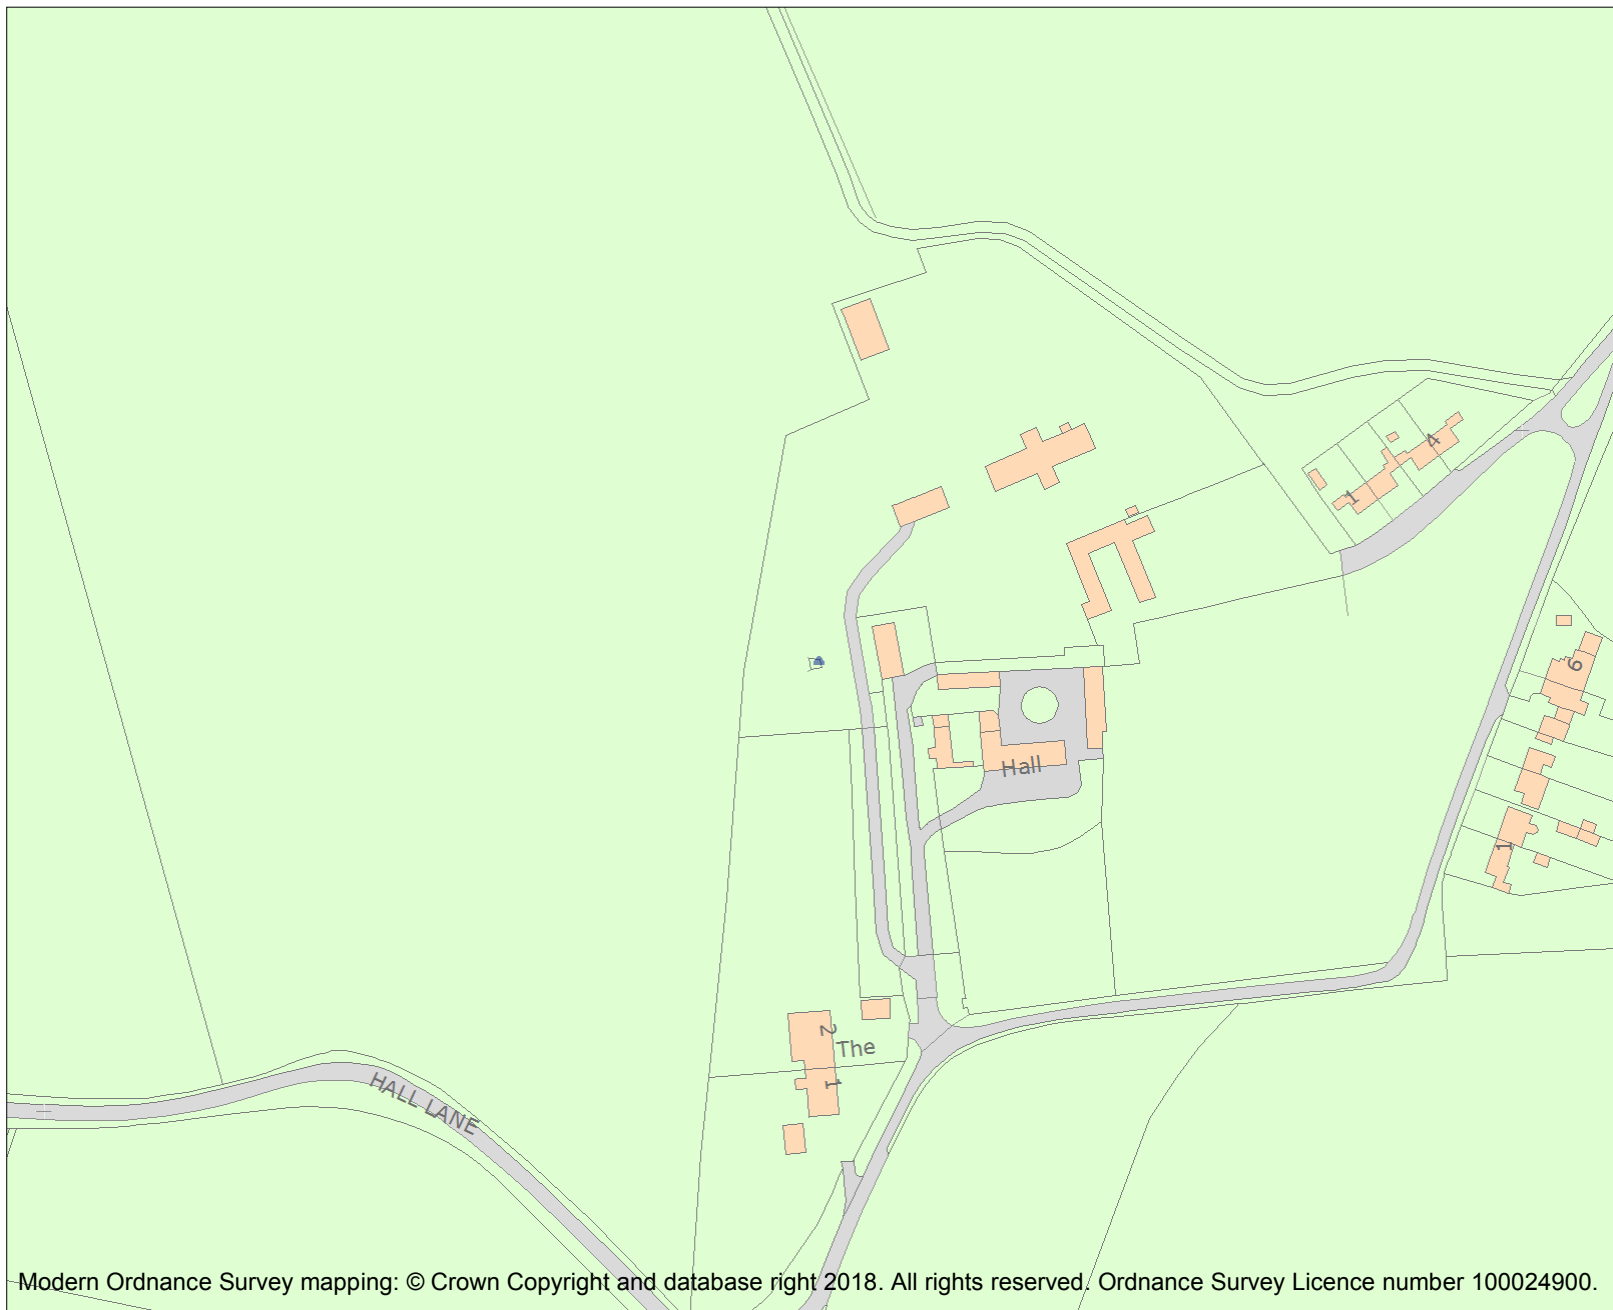 4
1
6
Hall
1
2
The
1
HALL LANE
Modern Ordnance Survey mapping: © Crown Copyright and database right 2018. All rights reserved. Ordnance Survey Licence number 100024900.